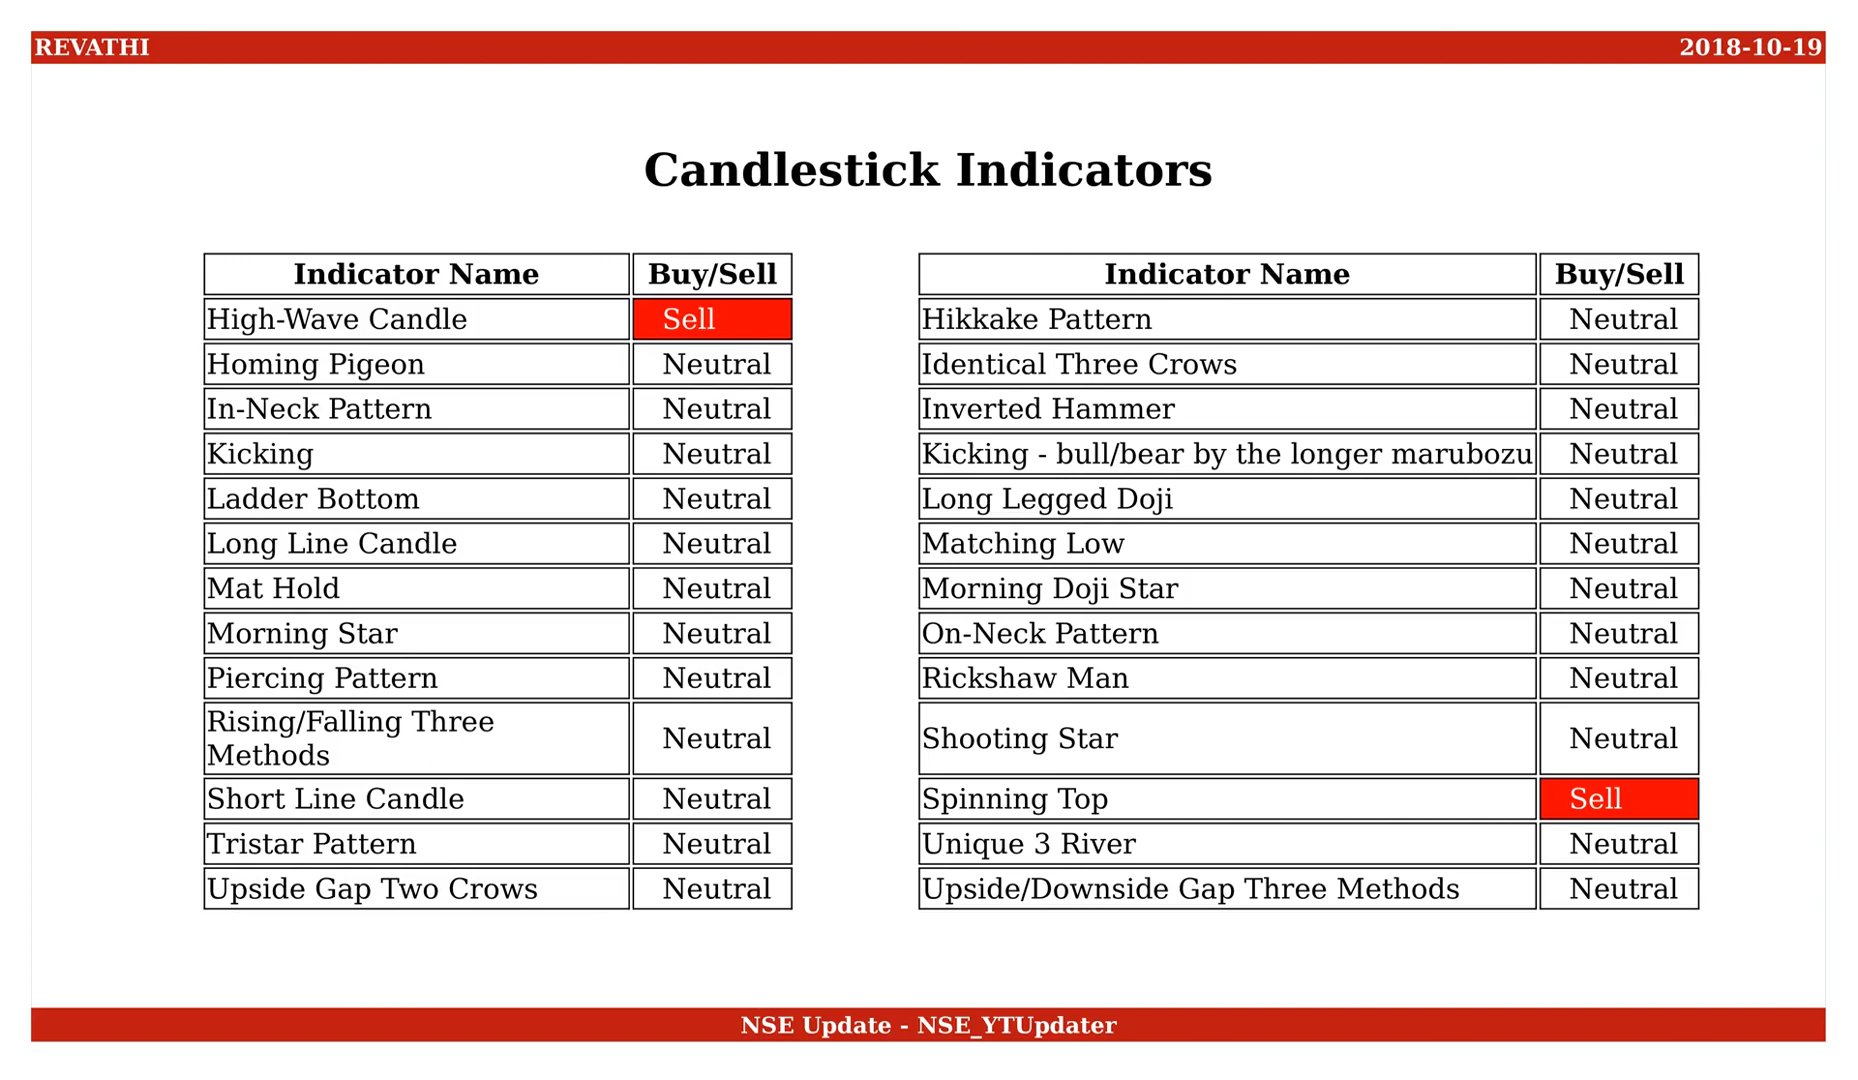 REVATHI 2018-10-19
Candlestick Indicators
Indicator Name Buy/Sell
High-Wave Candle Sell
Homing Pigeon Neutral
In-Neck Pattern Neutral
Kicking Neutral
Ladder Bottom Neutral
Long Line Candle Neutral
Mat Hold Neutral
Morning Star Neutral
Piercing Pattern Neutral
Rising/Falling Three
Methods Neutral
Short Line Candle Neutral
Tristar Pattern Neutral
Upside Gap Two Crows Neutral
Indicator Name Buy/Sell
Hikkake Pattern Neutral
Identical Three Crows Neutral
Inverted Hammer Neutral
Kicking - bull/bear by the longer marubozu Neutral
Long Legged Doji Neutral
Matching Low Neutral
Morning Doji Star Neutral
On-Neck Pattern Neutral
Rickshaw Man Neutral
Shooting Star Neutral
Spinning Top Sell
Unique 3 River Neutral
Upside/Downside Gap Three Methods Neutral
NSE Update - NSE_YTUpdater